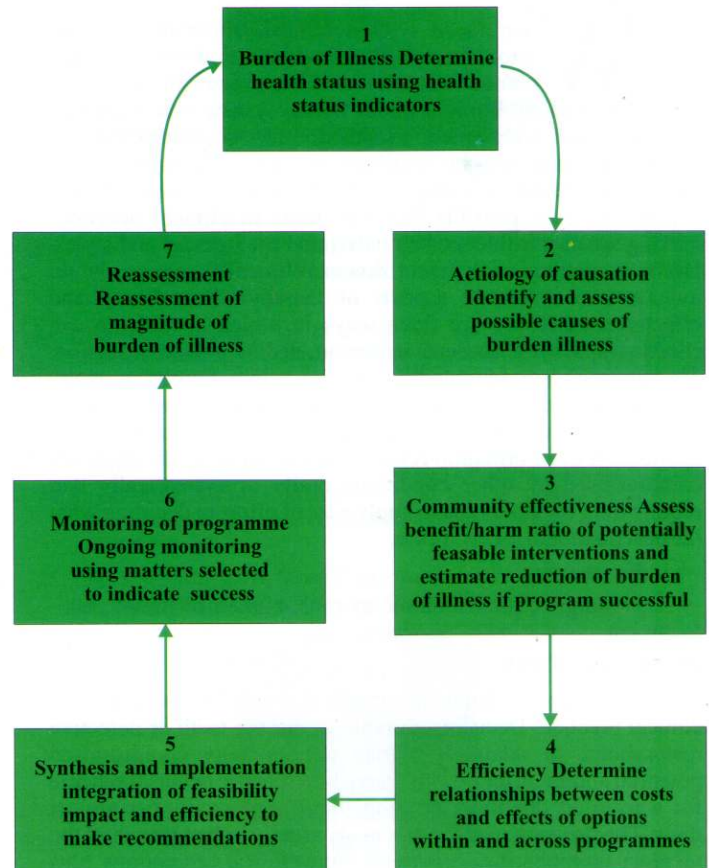 1
Burden of Illness Determine
health status using health
status indicators
2
Aetiology of causation
Identify and assess
possible causes of
burden illness
3
Community effectiveness Assess
benefit/harm ratio of potentially
feasable interventions and
estimate reduction of burden
of illness if program successful
4
Efficiency Determine
relationships between costs
and effects of options
within and across programmes
5
Synthesis and implementation
integration of feasibility
impact and efficiency to
make recommendations
6
Monitoring of programme
Ongoing monitoring
using matters selected
to indicate success
7
Reassessment
Reassessment of
magnitude of
burden of illness